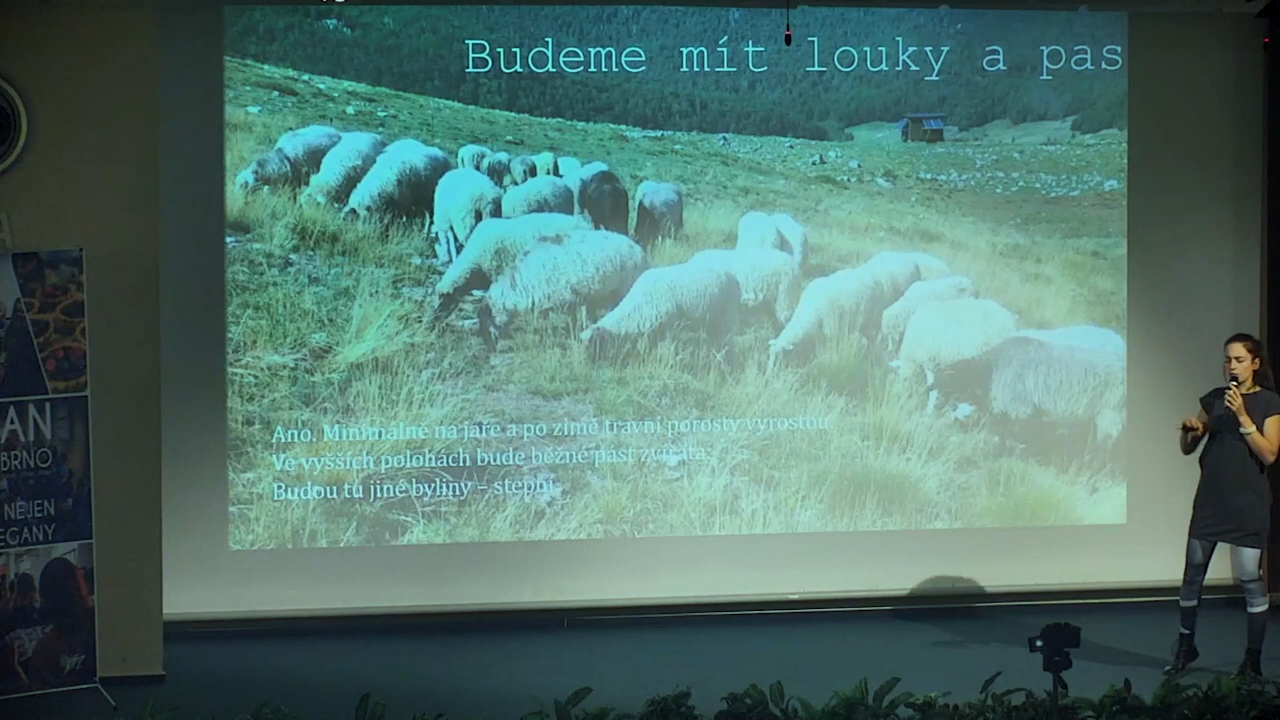 Budeme mít louky a pas
Ano. Minimálně na jaře a po zimě travní porosty vyrostou.
Ve vyšších polohách bude běžné pást zvířata.
Budou tu jiné byliny – stepní.
AN
BRNO
NEJEN
EGANY